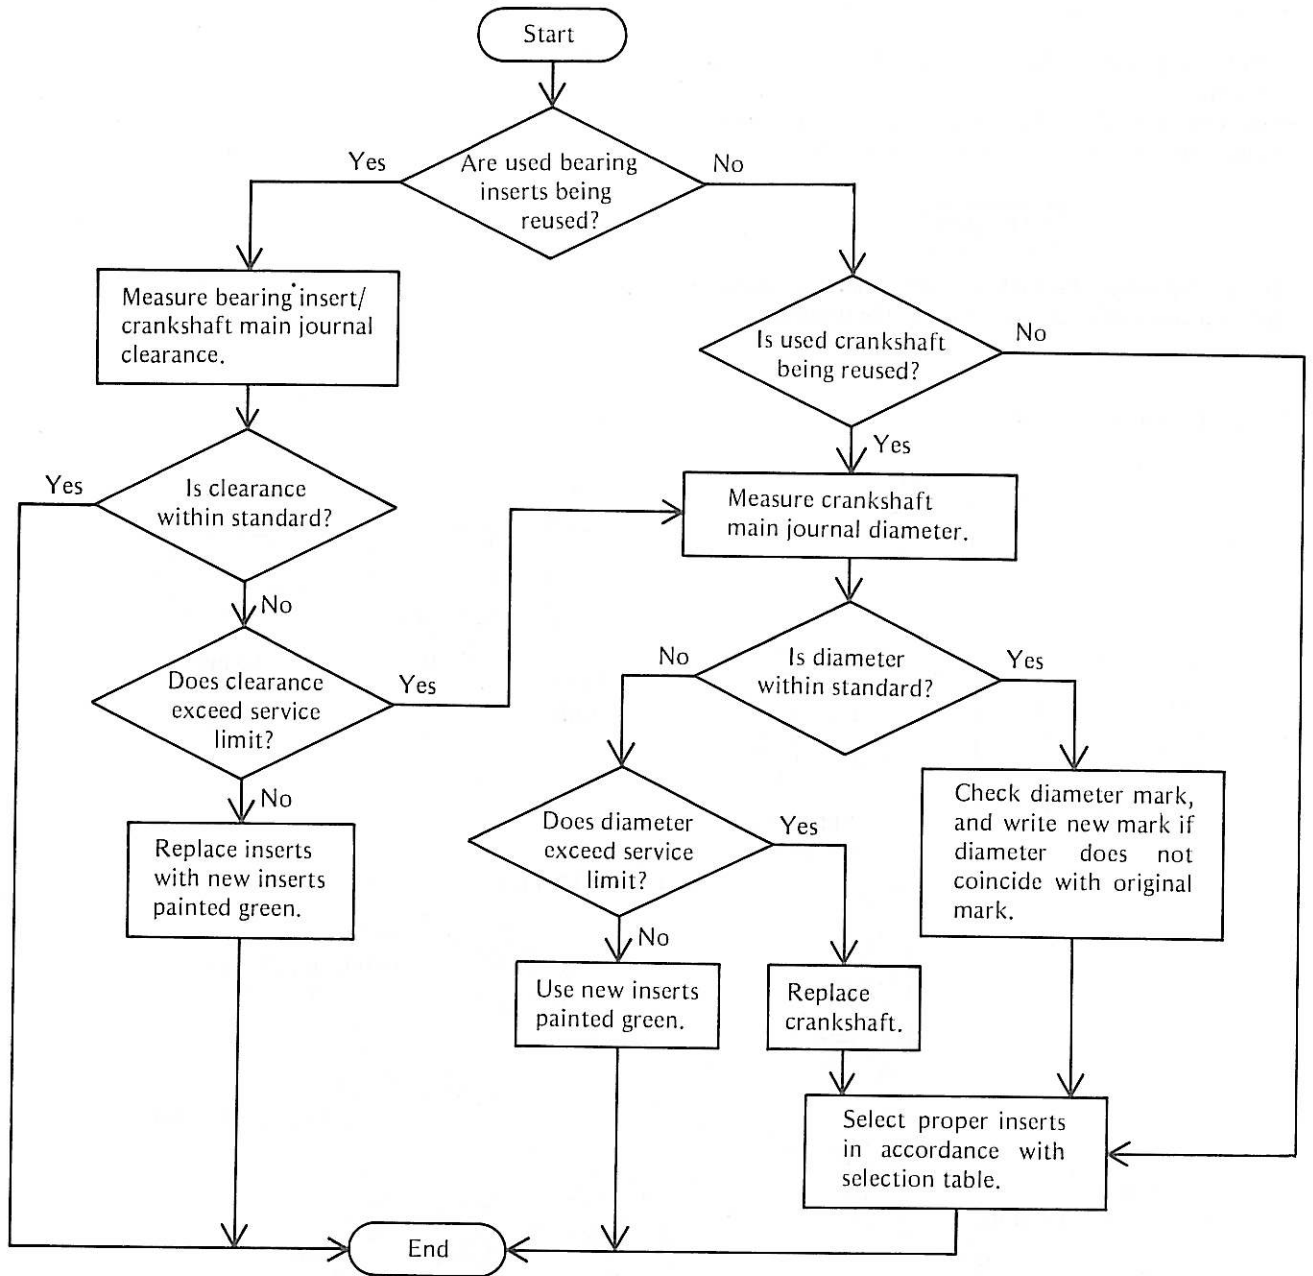 Start
Yes
Are used bearing
inserts being
reused?
No
Measure bearing insert/
crankshaft main journal
clearance.
Is used crankshaft
being reused?
No
Yes
Yes
Is clearance
within standard?
No
Measure crankshaft
main journal diameter.
Does clearance
exceed service
limit?
Yes
No
No
Is diameter
within standard?
Yes
Replace inserts
with new inserts
painted green.
Does diameter
exceed service
limit?
Yes
No
Check diameter mark,
and write new mark if
diameter does not
coincide with original
mark.
Use new inserts
painted green.
Replace
crankshaft.
Select proper inserts
in accordance with
selection table.
End